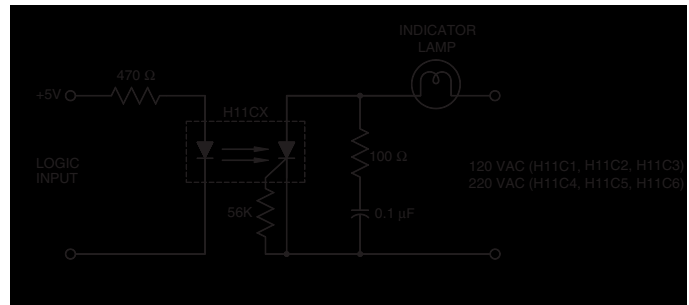 INDICATOR
LAMP
470 Ω
+5V
H11CX
100 Ω
LOGIC
INPUT
120 VAC (H11C1, H11C2, H11C3)
220 VAC (H11C4, H11C5, H11C6)
56K
0.1 µF